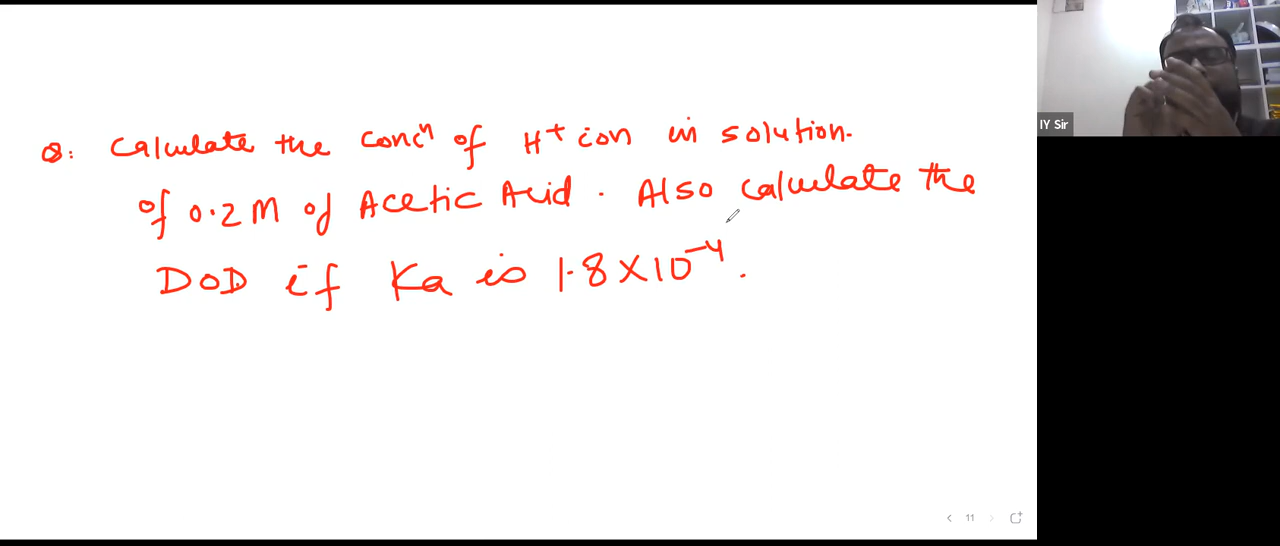 Q: Calculate the concⁿ of H⁺ ion in solution.
of 0.2M of Acetic Acid. Also calculate the
DOD if Ka is 1.8×10⁻⁴.
IY Sir
11